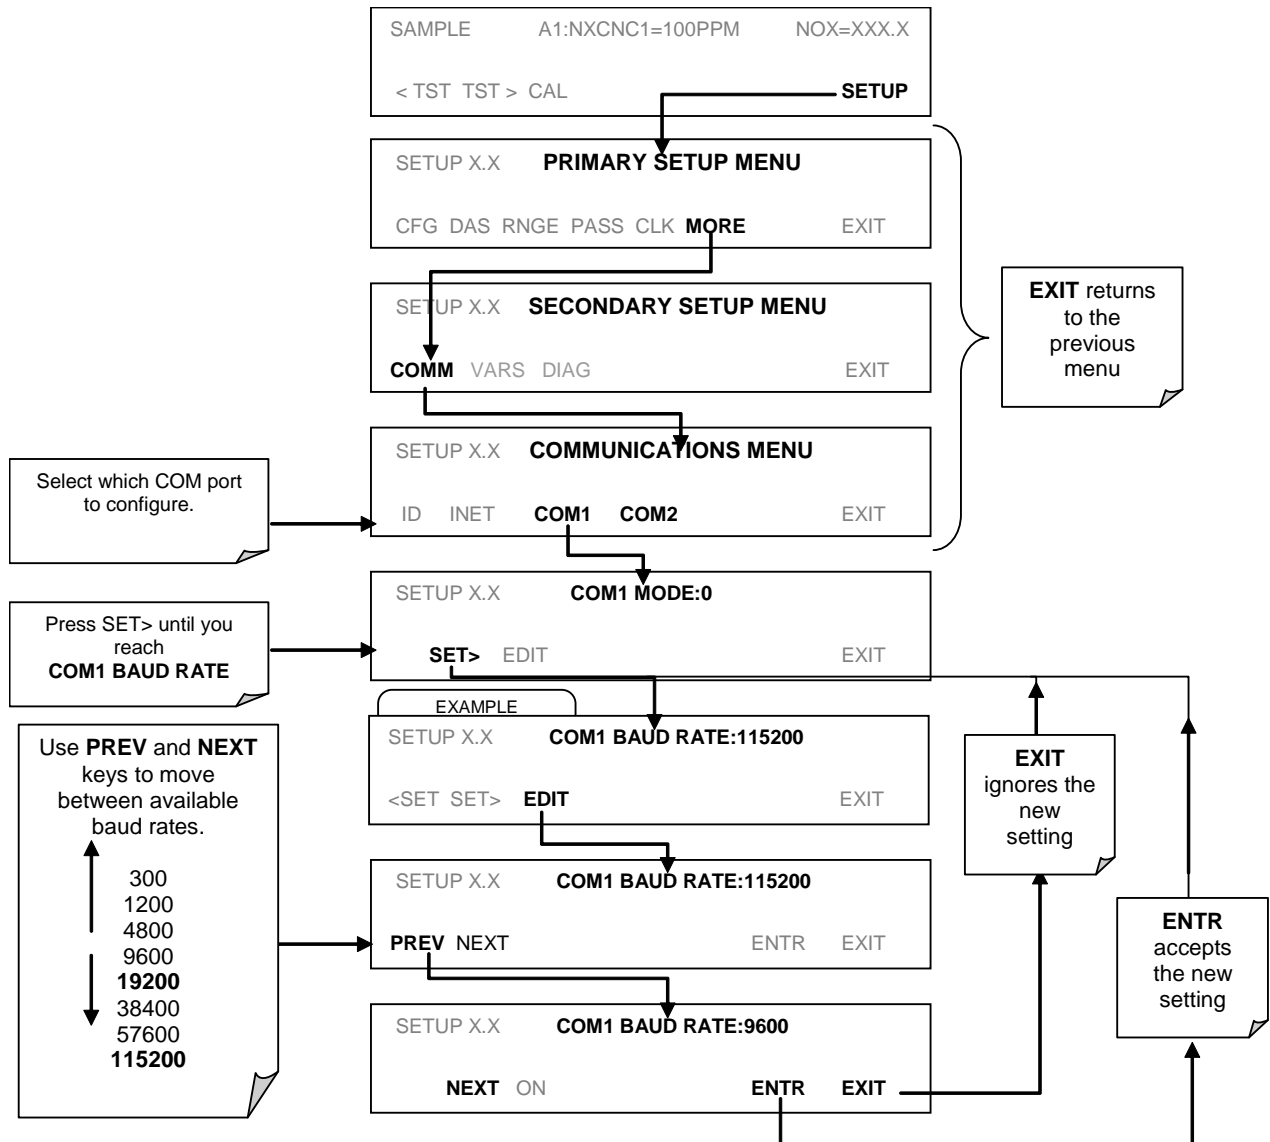 SAMPLE A1:NXCNC1=100PPM NOX=XXX.X
< TST TST > CAL SETUP
SETUP X.X PRIMARY SETUP MENU
CFG DAS RNGE PASS CLK MORE EXIT
SETUP X.X SECONDARY SETUP MENU
COMM VARS DIAG EXIT
EXIT returns
to the
previous
menu
SETUP X.X COMMUNICATIONS MENU
ID INET COM1 COM2 EXIT
Select which COM port
to configure.
SETUP X.X COM1 MODE:0
SET> EDIT EXIT
Press SET> until you
reach
COM1 BAUD RATE
EXAMPLE
SETUP X.X COM1 BAUD RATE:115200
<SET SET> EDIT EXIT
Use PREV and NEXT
keys to move
between available
baud rates.
300
1200
4800
9600
19200
38400
57600
115200
SETUP X.X COM1 BAUD RATE:115200
PREV NEXT ENTR EXIT
SETUP X.X COM1 BAUD RATE:9600
NEXT ON ENTR EXIT
EXIT
ignores the
new
setting
ENTR
accepts
the new
setting